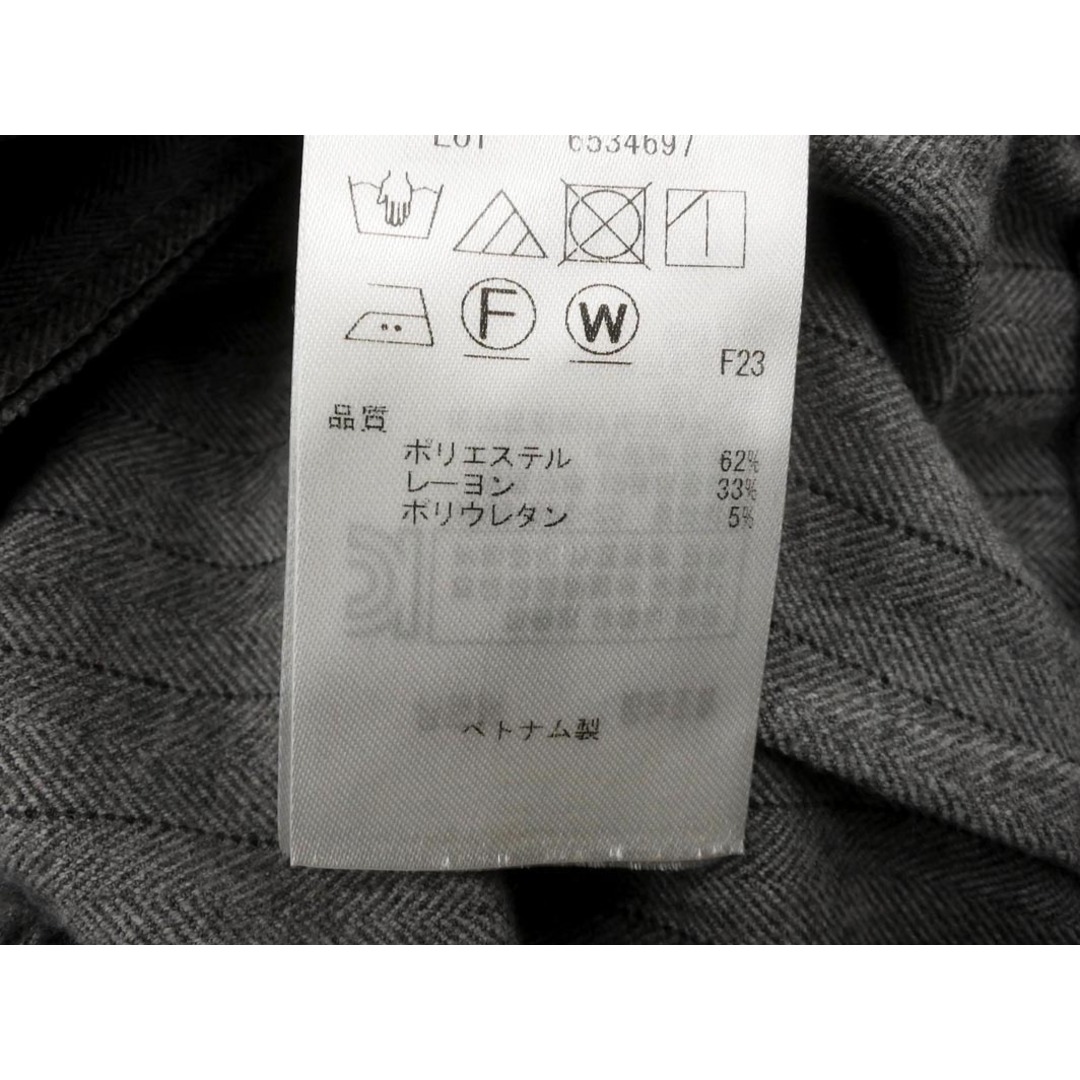 LOT 6534697
F
W
F23
品質
ポリエステル 62%
レーヨン 33%
ポリウレタン 5%
ベトナム製